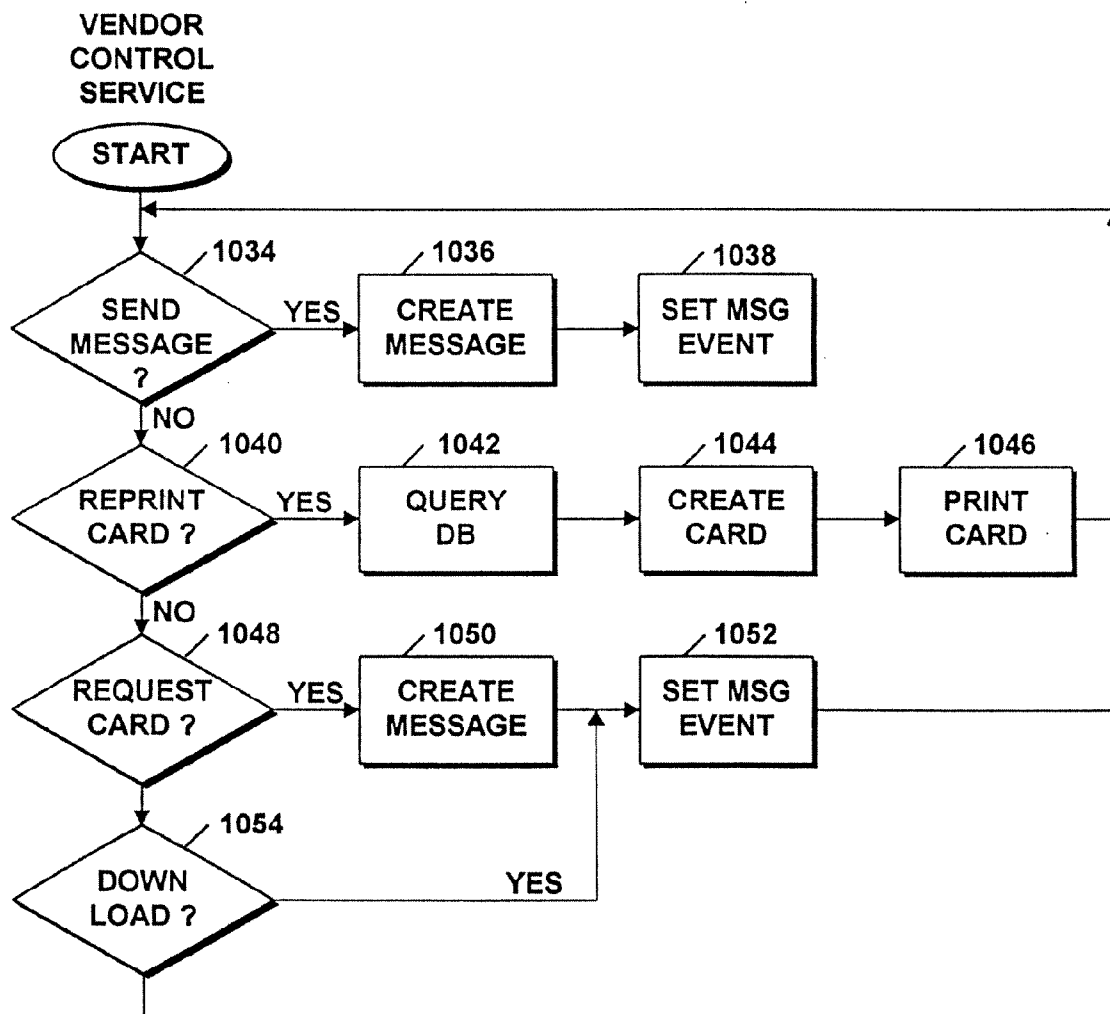 VENDOR
CONTROL
SERVICE
START
1034
SEND
MESSAGE
?
YES
1036
CREATE
MESSAGE
1038
SET MSG
EVENT
NO
1040
REPRINT
CARD ?
YES
1042
QUERY
DB
1044
CREATE
CARD
1046
PRINT
CARD
NO
1048
REQUEST
CARD ?
YES
1050
CREATE
MESSAGE
1052
SET MSG
EVENT
1054
DOWN
LOAD ?
YES